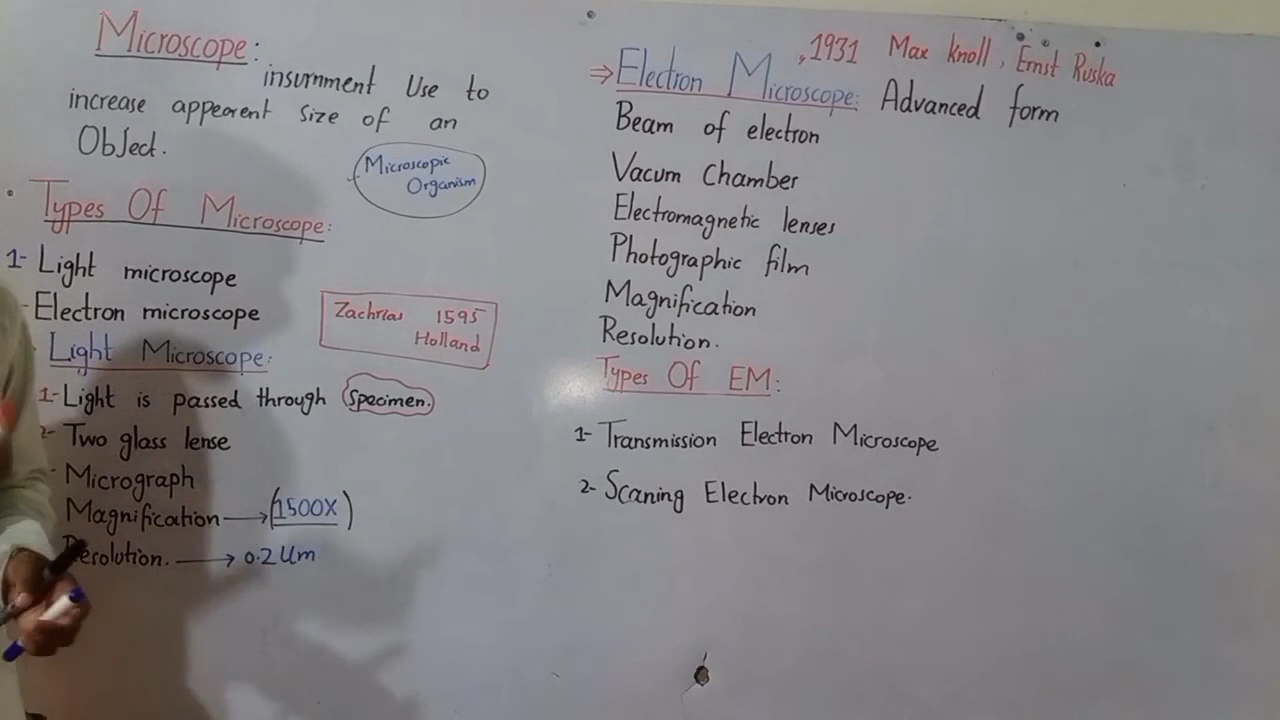 Microscope:
insurnment Use to
increase appearent size of an
Object.
Microscopic
Organism
Types Of Microscope:
1- Light microscope
-Electron microscope
Zachrias 1595
Holland
Light Microscope:
1- Light is passed through Specimen.
2- Two glass lense
Micrograph
Magnification → (1500X)
Resolution. → 0.2 Um
, 1931 Max Knoll, Ernst Ruska
⇒ Electron Microscope: Advanced form
Beam of electron
Vacum Chamber
Electromagnetic lenses
Photographic film
Magnification
Resolution.
Types Of EM:
1- Transmission Electron Microscope
2- Scaning Electron Microscope.